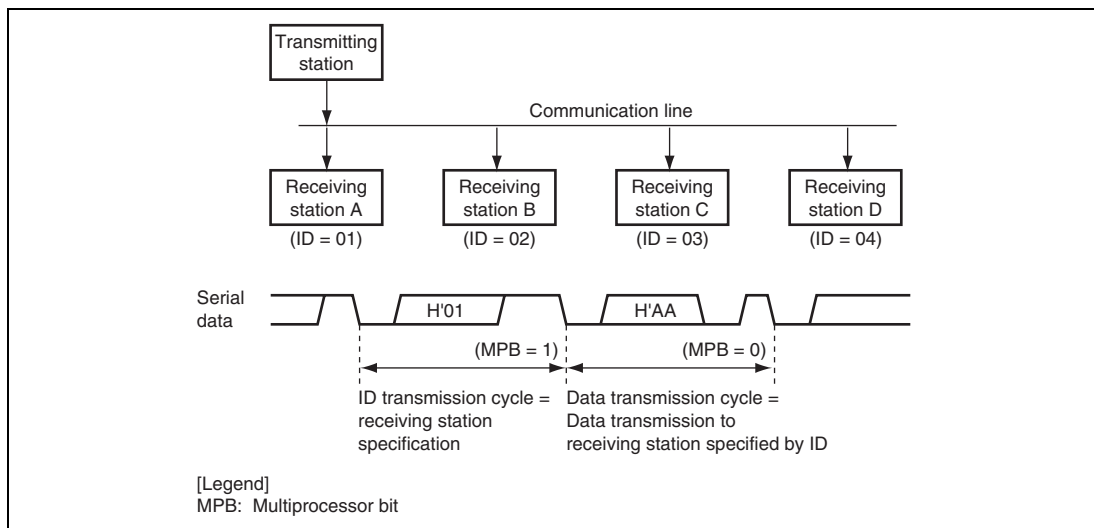 Transmitting
station
Communication line
Receiving
station A
(ID = 01)
Receiving
station B
(ID = 02)
Receiving
station C
(ID = 03)
Receiving
station D
(ID = 04)
Serial
data
H'01
H'AA
(MPB = 1)
(MPB = 0)
ID transmission cycle =
receiving station
specification
Data transmission cycle =
Data transmission to
receiving station specified by ID
[Legend]
MPB: Multiprocessor bit